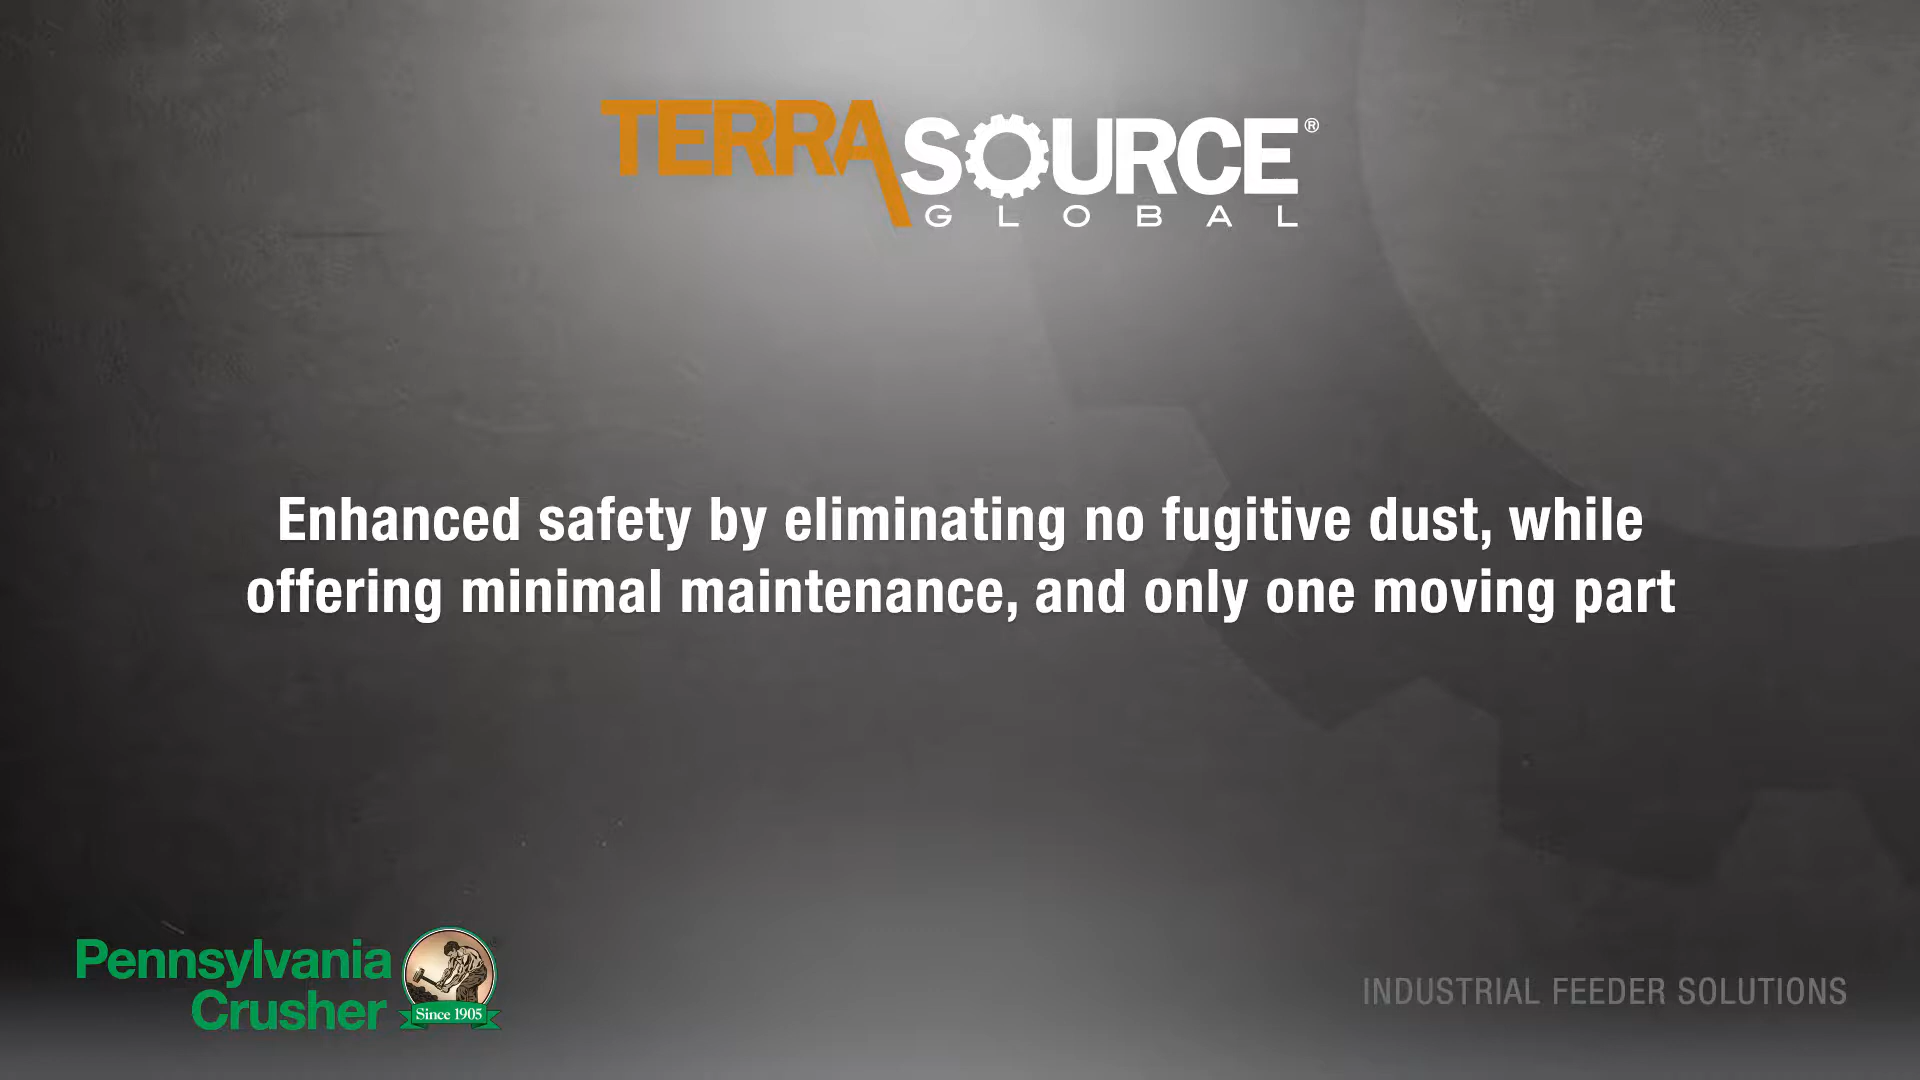 TERRASOURCE®
GLOBAL
Enhanced safety by eliminating no fugitive dust, while
offering minimal maintenance, and only one moving part
Pennsylvania
Crusher
Since 1905
INDUSTRIAL FEEDER SOLUTIONS